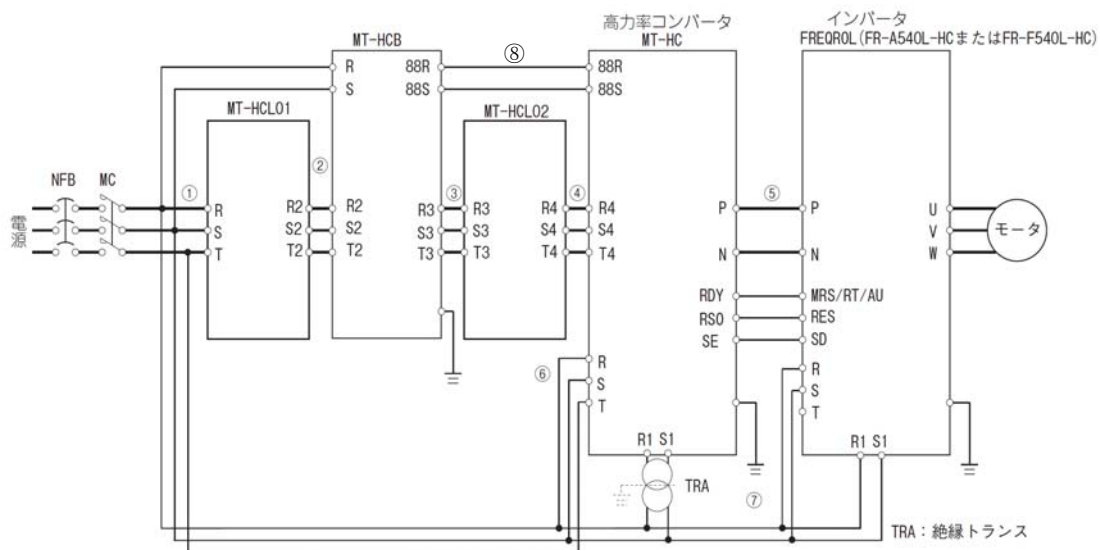 高力率コンバータ
MT-HC
インバータ
FREQROL(FR-A540L-HCまたはFR-F540L-HC)
MT-HCB
R 88R ⑧ 88R
S 88S 88S
MT-HCL01 MT-HCL02
NFB MC ① ② ③ ④ ⑤
電源
R R2 R2 R3 R3 R4 R4 P P U
S S2 S2 S3 S3 S4 S4 V モータ
T T2 T2 T3 T3 T4 T4 N N W
RDY MRS/RT/AU
RSO RES
SE SD
⑥ R R
S S
T T
R1 S1 R1 S1
TRA ⑦
TRA：絶縁トランス